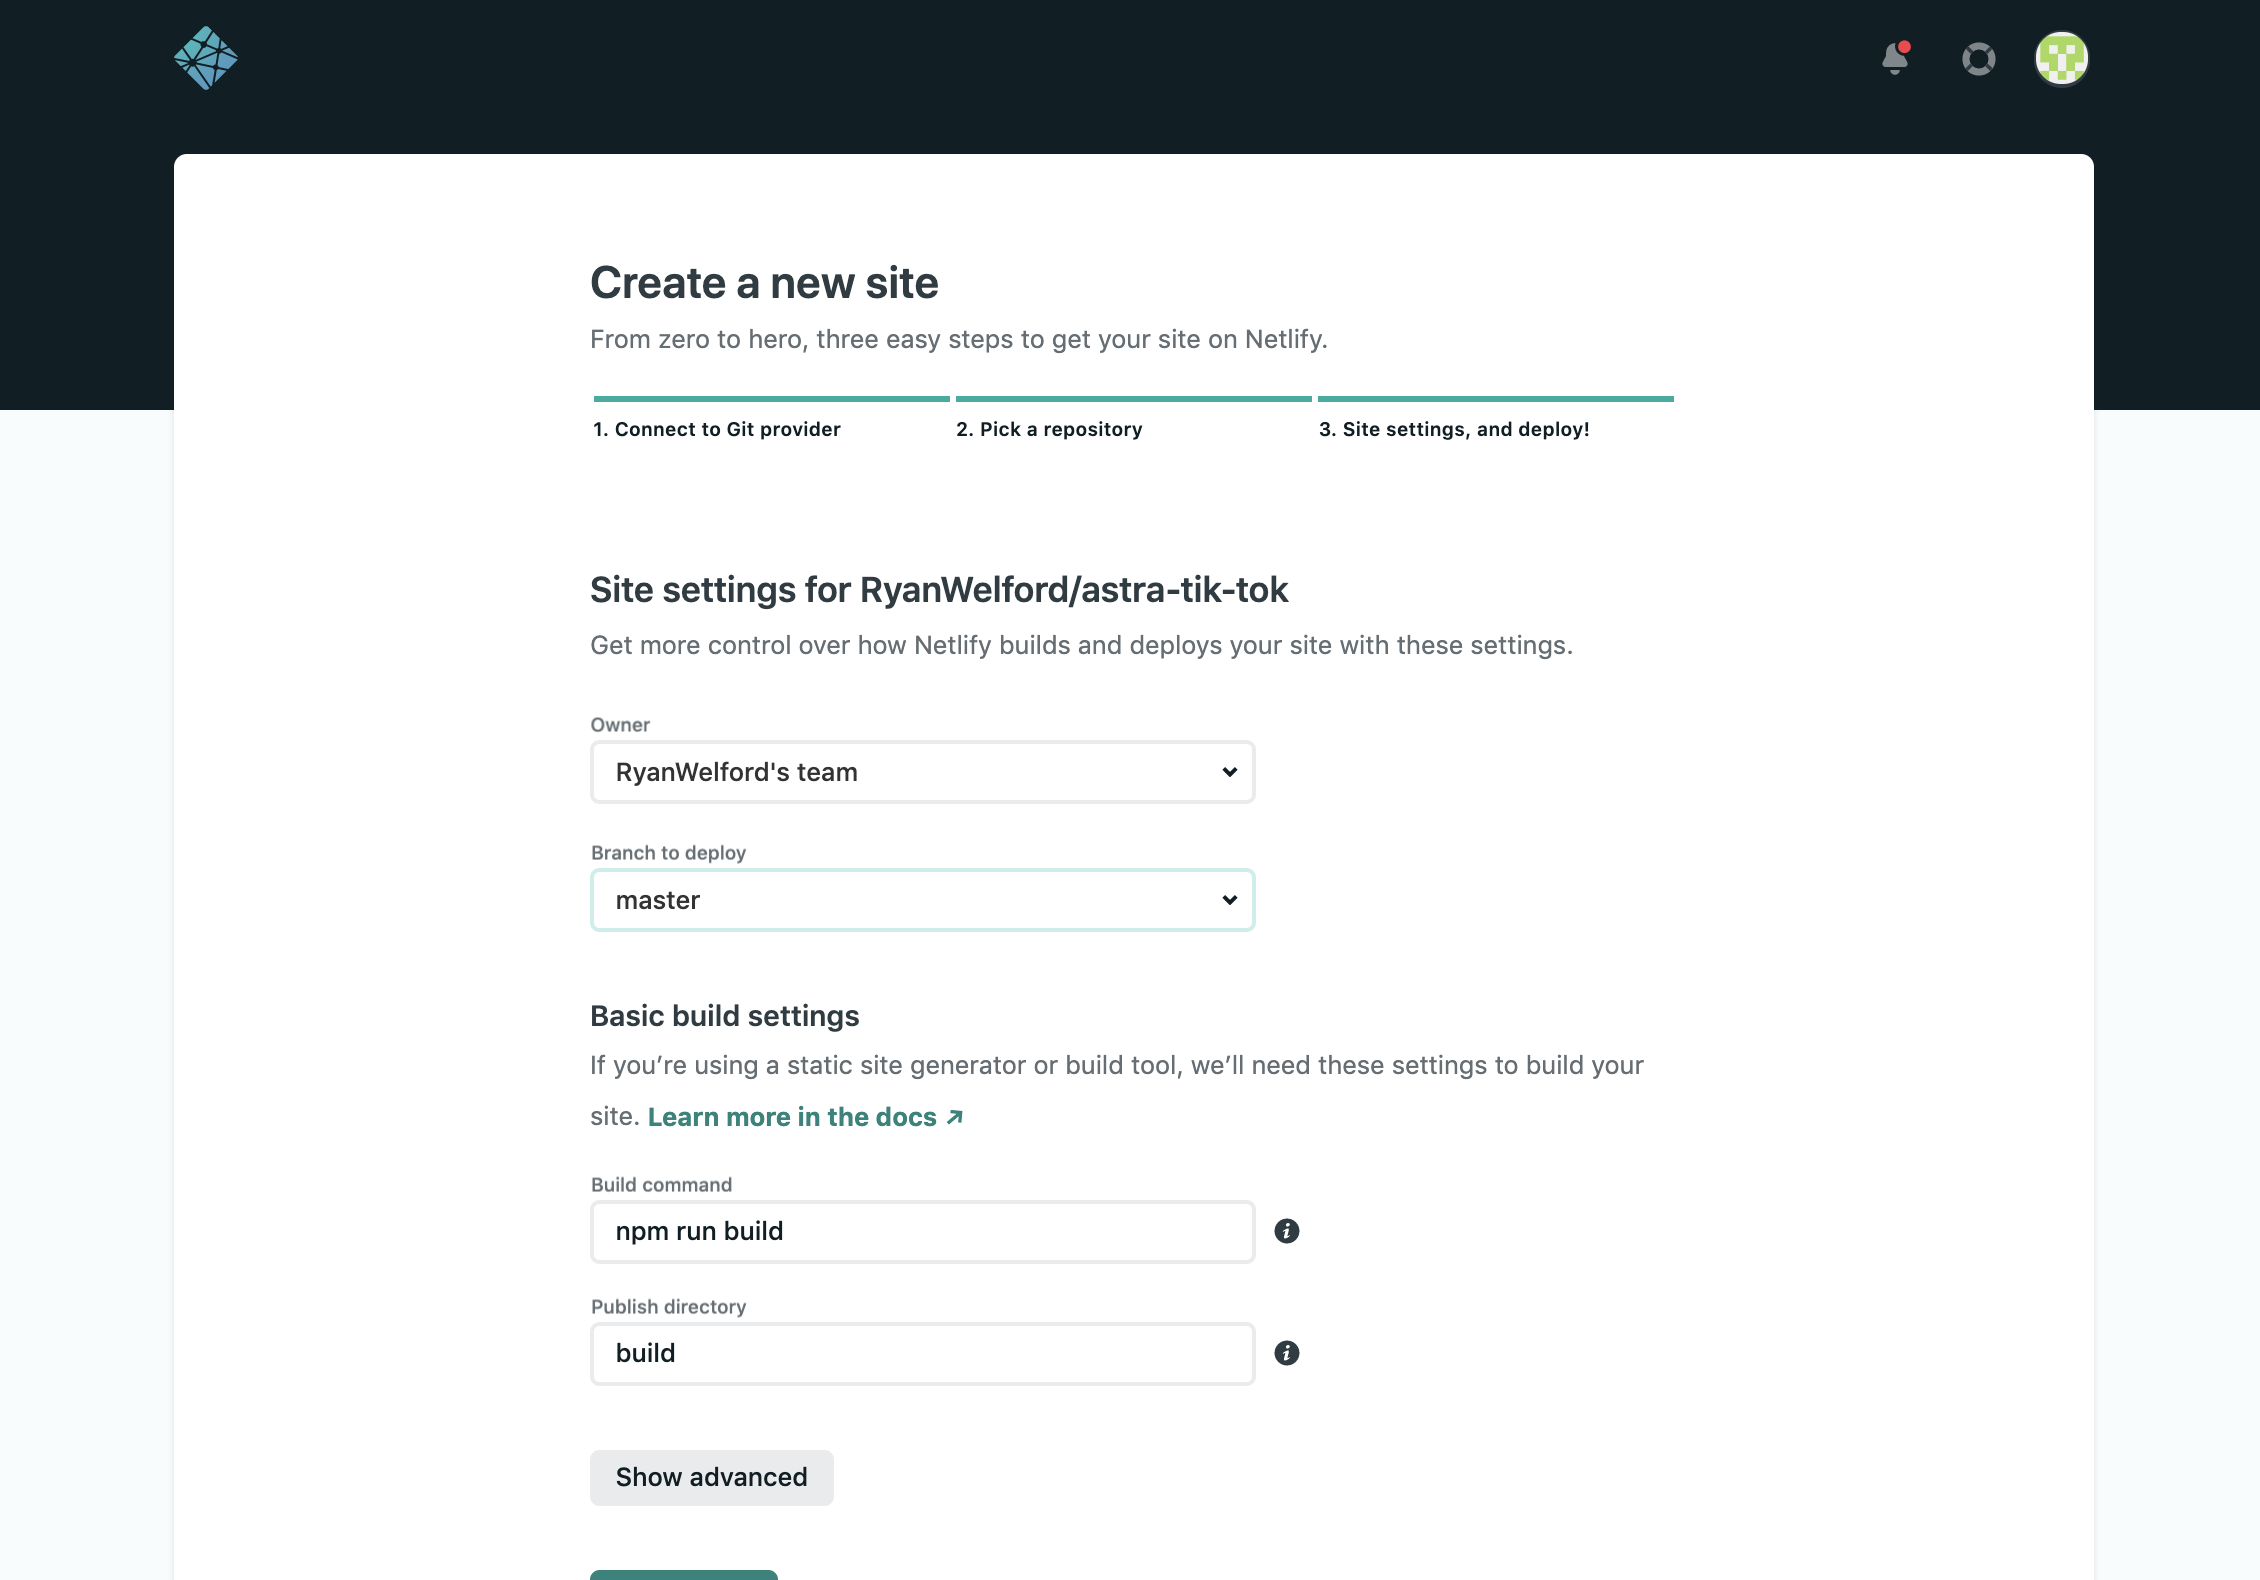 Create a new site
From zero to hero, three easy steps to get your site on Netlify.
1. Connect to Git provider
2. Pick a repository
3. Site settings, and deploy!
Site settings for RyanWelford/astra-tik-tok
Get more control over how Netlify builds and deploys your site with these settings.
Owner
RyanWelford's team
Branch to deploy
master
Basic build settings
If you’re using a static site generator or build tool, we’ll need these settings to build your
site. Learn more in the docs ↗
Build command
npm run build
Publish directory
build
Show advanced